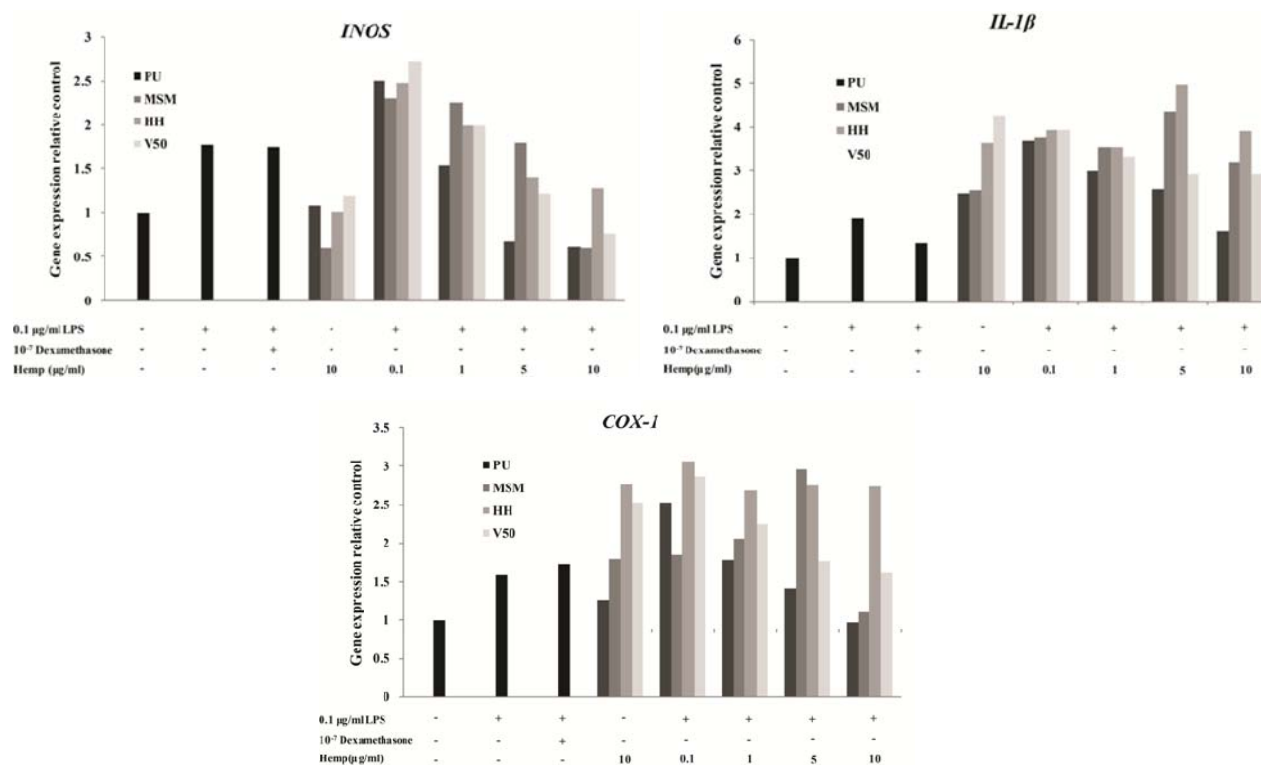 INOS
Gene expression relative control
3
2.5
2
1.5
1
0.5
0
PU
MSM
HH
V50
0.1 µg/ml LPS - + + - + + + +
10⁻⁷ Dexamethasone - - + - - - - -
Hemp (µg/ml) - - - 10 0.1 1 5 10
IL-1β
Gene expression relative control
6
5
4
3
2
1
0
PU
MSM
HH
V50
0.1 µg/ml LPS - + + - + + + +
10⁻⁷ Dexamethasone - - + - - - - -
Hemp(µg/ml) - - - 10 0.1 1 5 10
COX-1
Gene expression relative control
3.5
3
2.5
2
1.5
1
0.5
0
PU
MSM
HH
V50
0.1 µg/ml LPS - + + - + + + +
10⁻⁷ Dexamethasone - - + - - - - -
Hemp(µg/ml) - - - 10 0.1 1 5 10